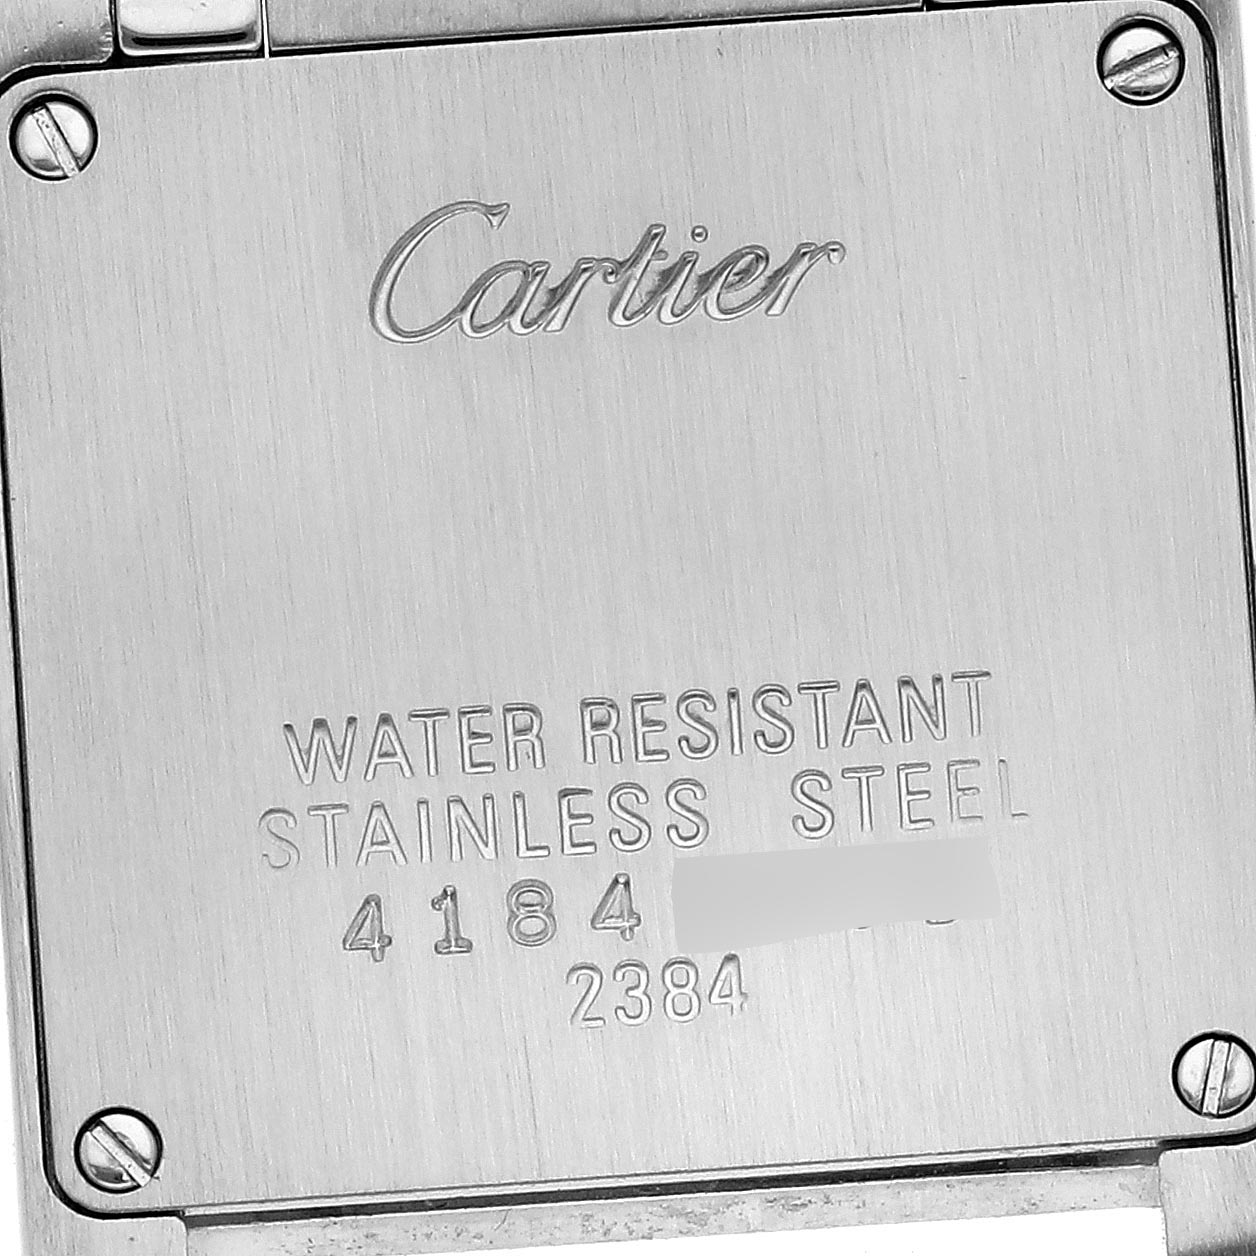 Cartier
WATER RESISTANT
STAINLESS STEEL
4184
2384